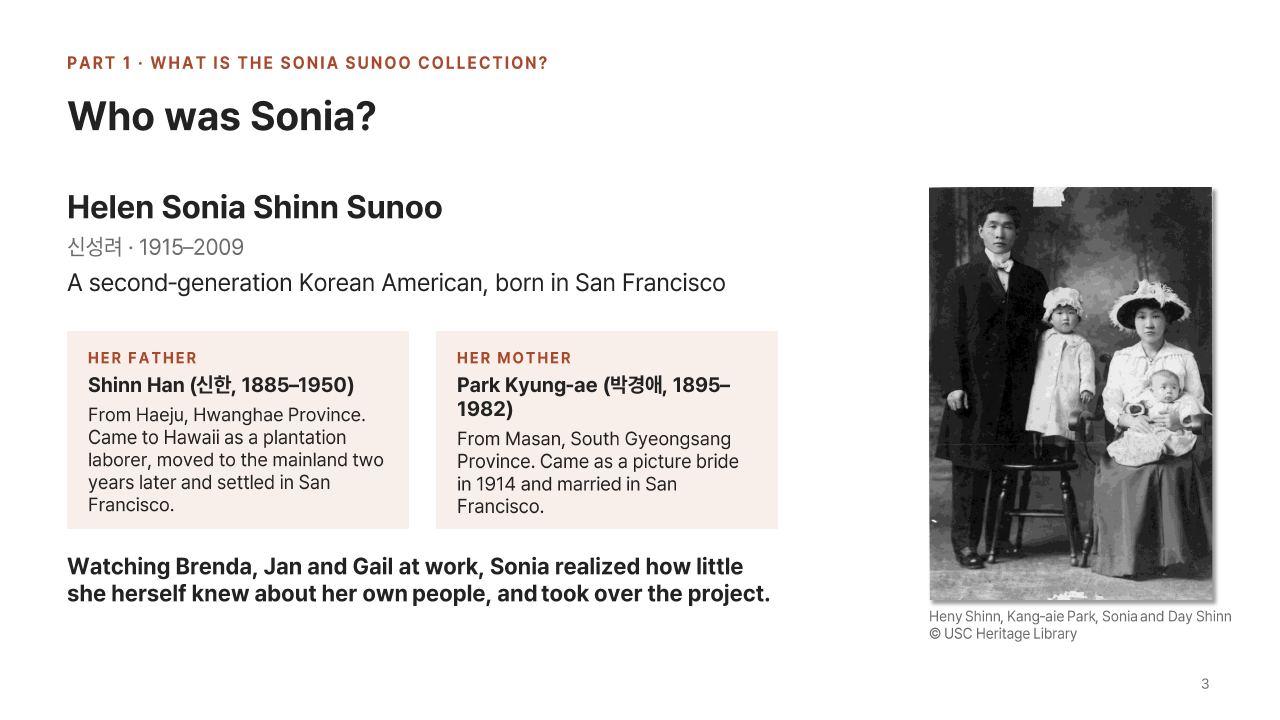 PART 1 · WHAT IS THE SONIA SUNOO COLLECTION?
Who was Sonia?
Helen Sonia Shinn Sunoo
신성려 · 1915–2009
A second-generation Korean American, born in San Francisco
HER FATHER
Shinn Han (신한, 1885–1950)
From Haeju, Hwanghae Province.
Came to Hawaii as a plantation
laborer, moved to the mainland two
years later and settled in San
Francisco.
HER MOTHER
Park Kyung-ae (박경애, 1895–
1982)
From Masan, South Gyeongsang
Province. Came as a picture bride
in 1914 and married in San
Francisco.
Watching Brenda, Jan and Gail at work, Sonia realized how little
she herself knew about her own people, and took over the project.
Heny Shinn, Kang-aie Park, Sonia and Day Shinn
© USC Heritage Library
3